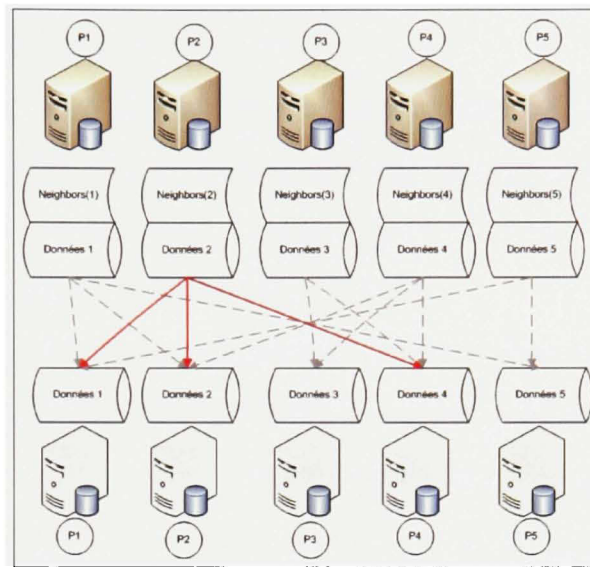 P1 P2 P3 P4 P5
Neighbors(1) Neighbors(2) Neighbors(3) Neighbors(4) Neighbors(5)
Données 1 Données 2 Données 3 Données 4 Données 5
Données 1 Données 2 Données 3 Données 4 Données 5
P1 P2 P3 P4 P5